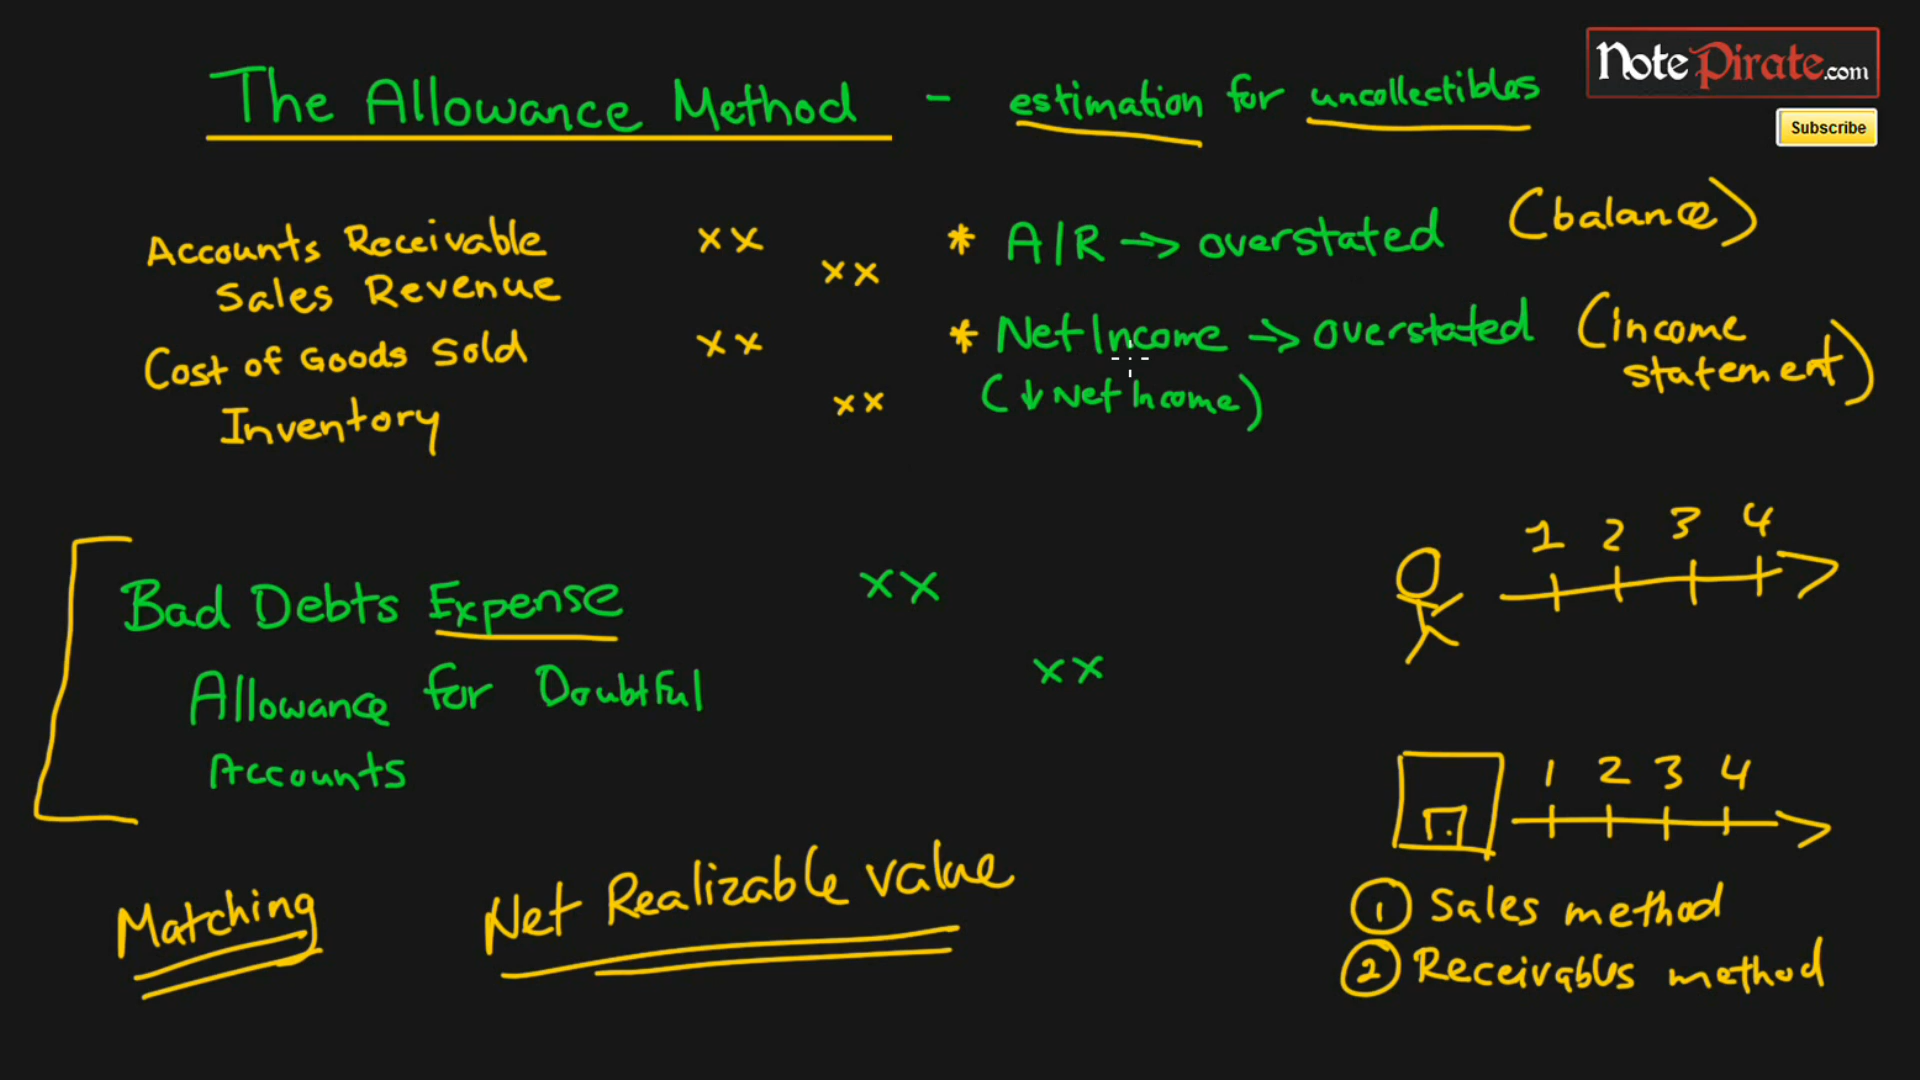 The Allowance Method - estimation for uncollectibles
NotePirate.com
Subscribe
Accounts Receivable XX
Sales Revenue XX
Cost of Goods Sold XX
Inventory XX
* A/R → overstated (balance)
* Net Income → overstated (income statement)
(↓ Net Income)
Bad Debts Expense XX
Allowance for Doubtful XX
Accounts
Matching
Net Realizable value
1 2 3 4
1 2 3 4
① Sales method
② Receivables method